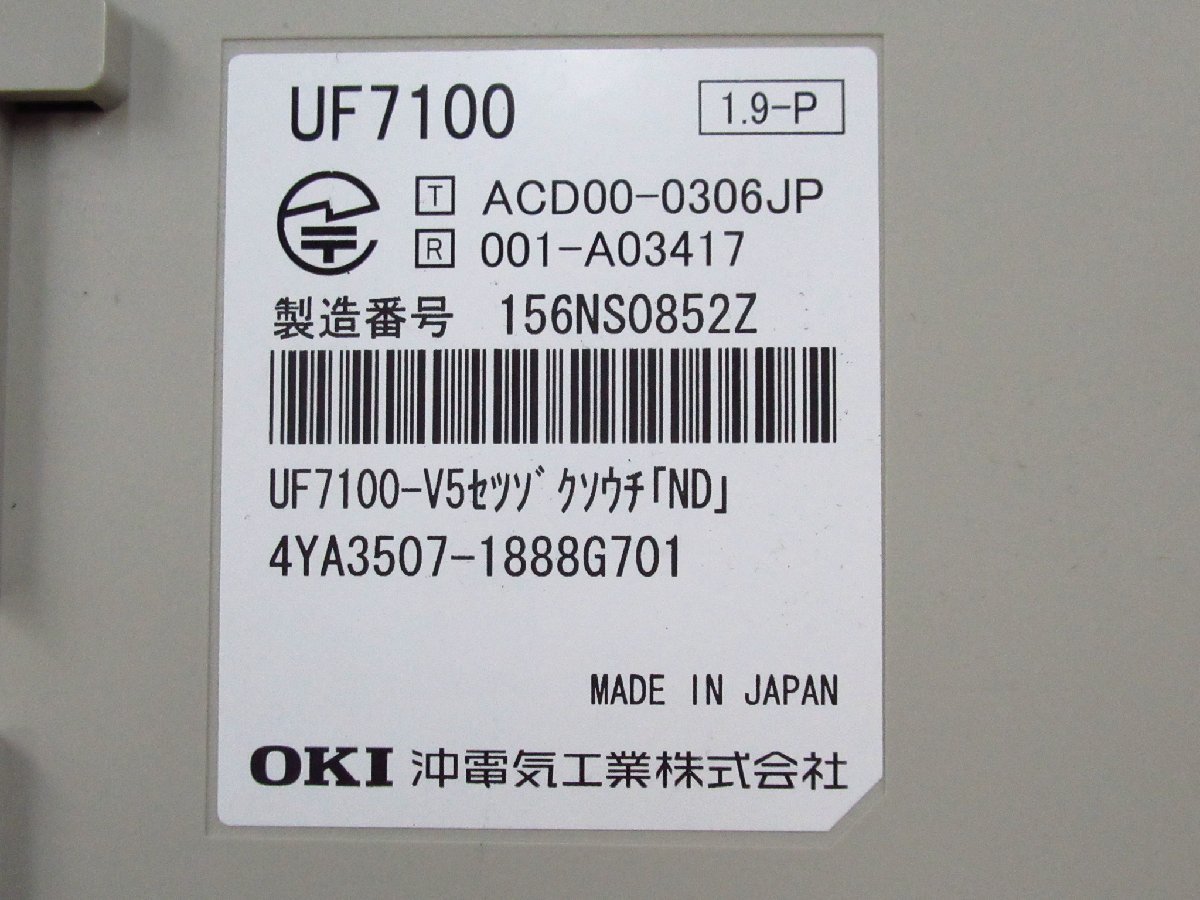 UF7100 1.9-P
T ACD00-0306JP
R 001-A03417
製造番号 156NS0852Z
UF7100-V5ｾﾂｿﾞｸｿｳﾁ｢ND｣
4YA3507-1888G701
MADE IN JAPAN
OKI 沖電気工業株式会社